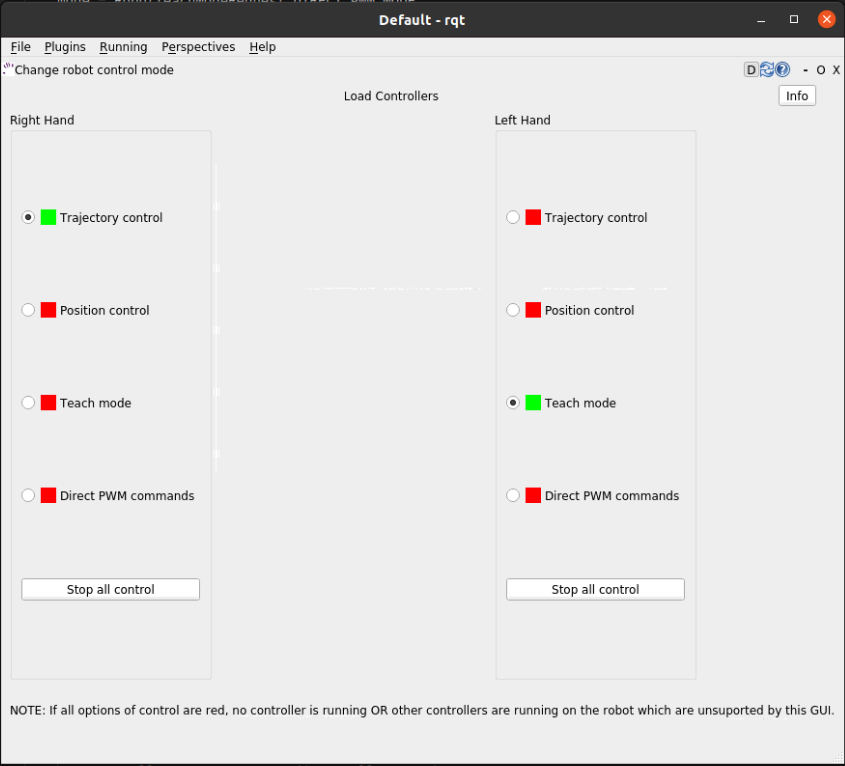 Default - rqt
File Plugins Running Perspectives Help
Change robot control mode D - O X
Load Controllers Info
Right Hand Left Hand
Trajectory control Trajectory control
Position control Position control
Teach mode Teach mode
Direct PWM commands Direct PWM commands
Stop all control Stop all control
NOTE: If all options of control are red, no controller is running OR other controllers are running on the robot which are unsuported by this GUI.